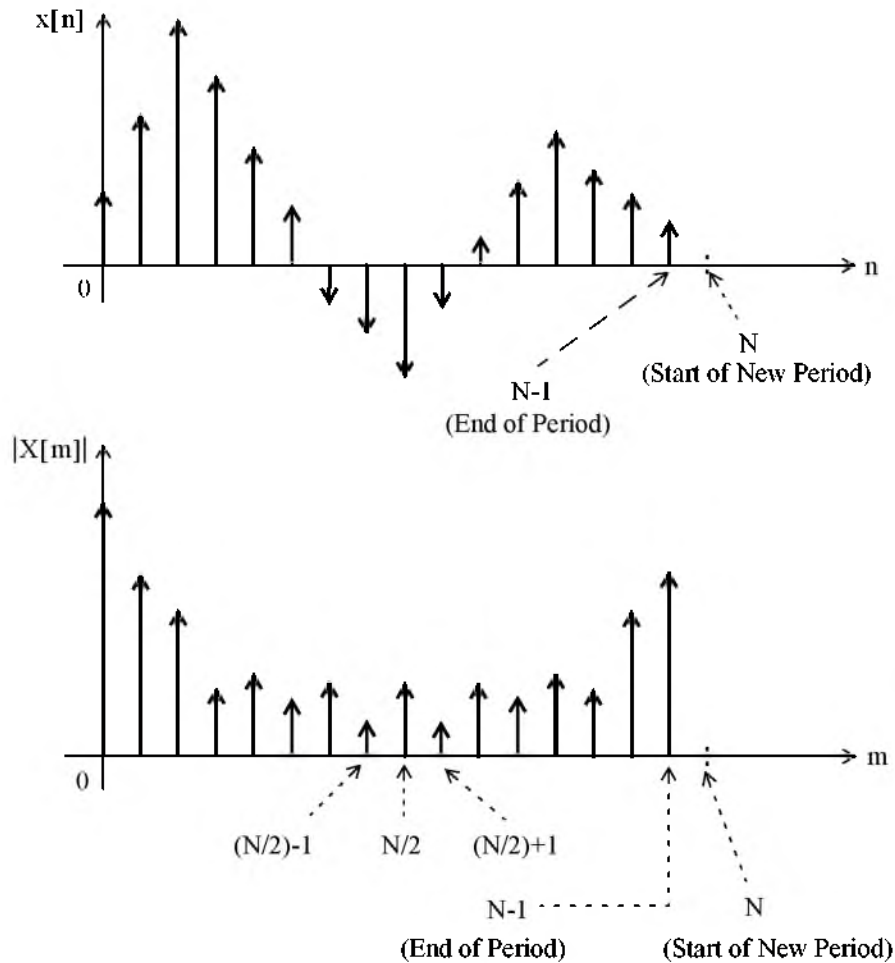 x[n]
0
n
N-1
(End of Period)
N
(Start of New Period)
|X[m]|
0
m
(N/2)-1
N/2
(N/2)+1
N-1
(End of Period)
N
(Start of New Period)